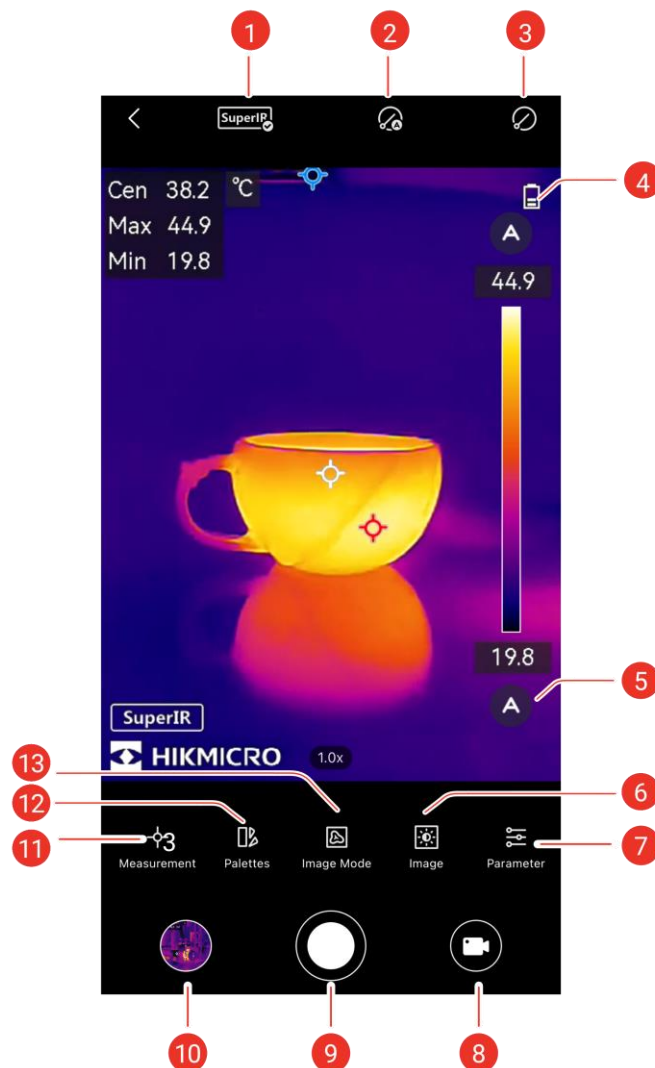 1 2 3
SuperIR
4
Cen 38.2 °C
Max 44.9
Min 19.8
A
44.9
19.8
5
A
SuperIR
HIKMICRO 1.0x
13
12
11
6
7
3
Measurement Palettes Image Mode Image Parameter
10 9 8